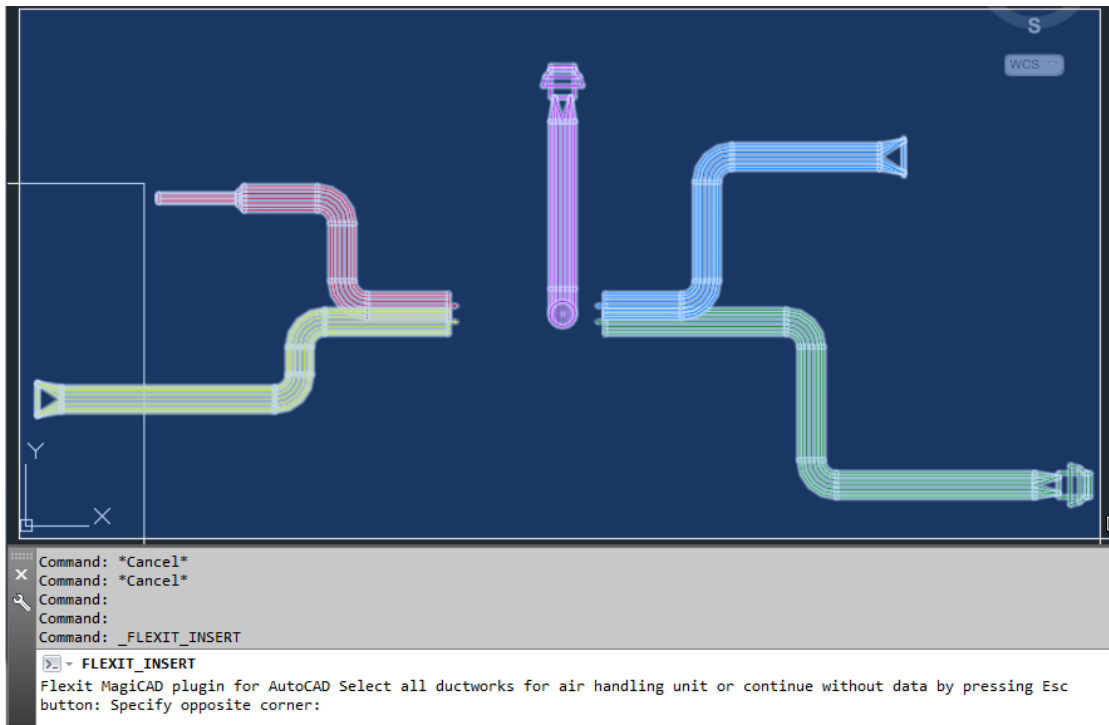 S
WCS
Y
X
Command: *Cancel*
Command: *Cancel*
Command:
Command:
Command: _FLEXIT_INSERT
FLEXIT_INSERT
Flexit MagiCAD plugin for AutoCAD Select all ductworks for air handling unit or continue without data by pressing Esc
button: Specify opposite corner: